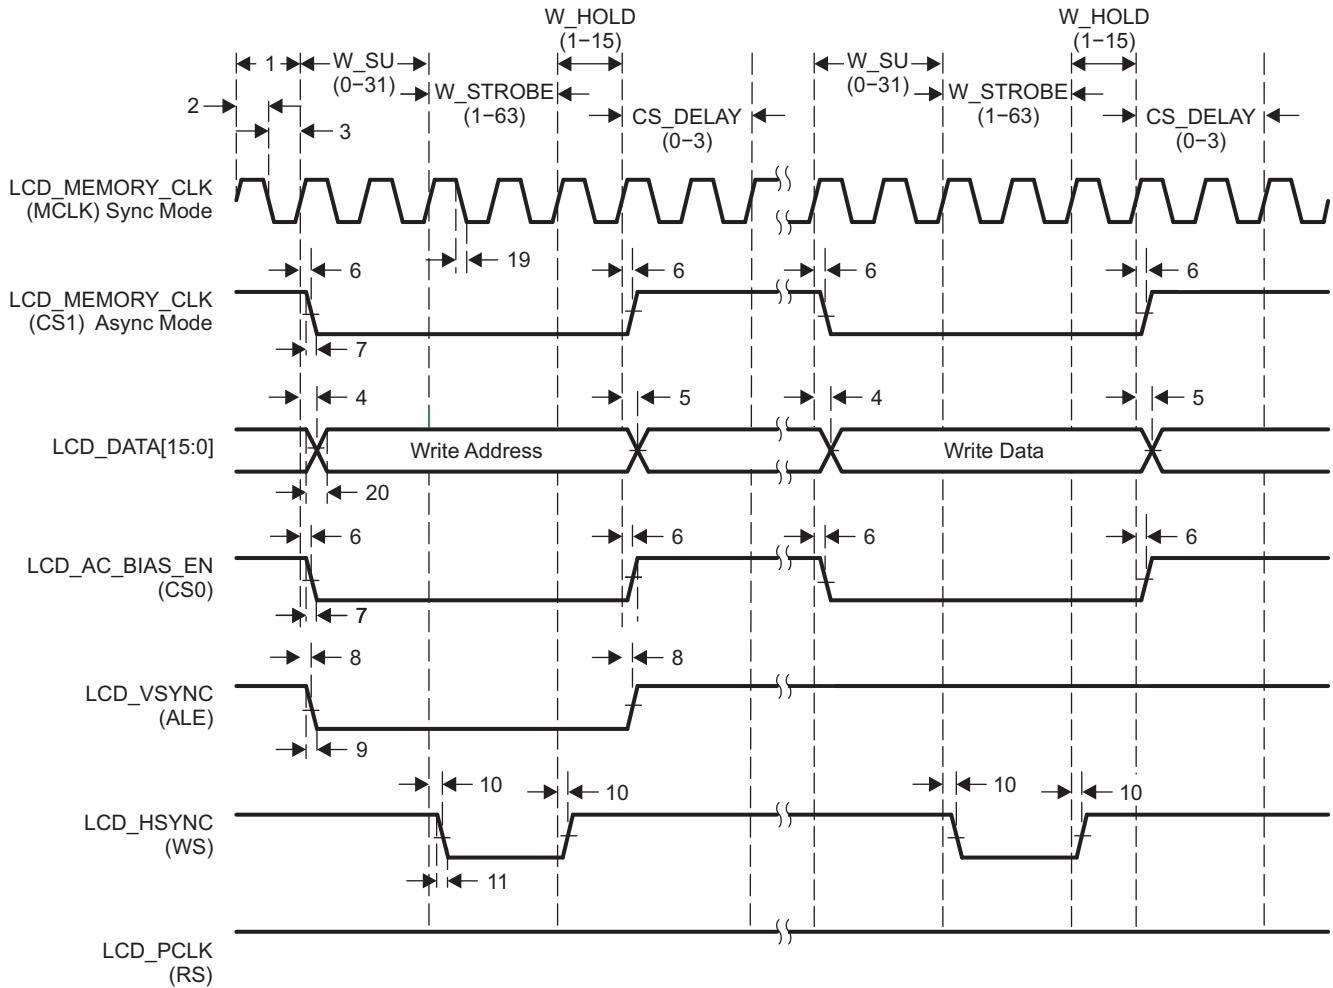 W_HOLD
(1−15)
W_HOLD
(1−15)
1
W_SU
(0−31)
W_SU
(0−31)
2
W_STROBE
(1−63)
W_STROBE
(1−63)
3
CS_DELAY
(0−3)
CS_DELAY
(0−3)
LCD_MEMORY_CLK
(MCLK) Sync Mode
19
6
6
6
6
LCD_MEMORY_CLK
(CS1) Async Mode
7
4
5
4
5
LCD_DATA[15:0]
Write Address
Write Data
20
6
6
6
6
LCD_AC_BIAS_EN
(CS0)
7
8
8
LCD_VSYNC
(ALE)
9
10
10
10
10
LCD_HSYNC
(WS)
11
LCD_PCLK
(RS)